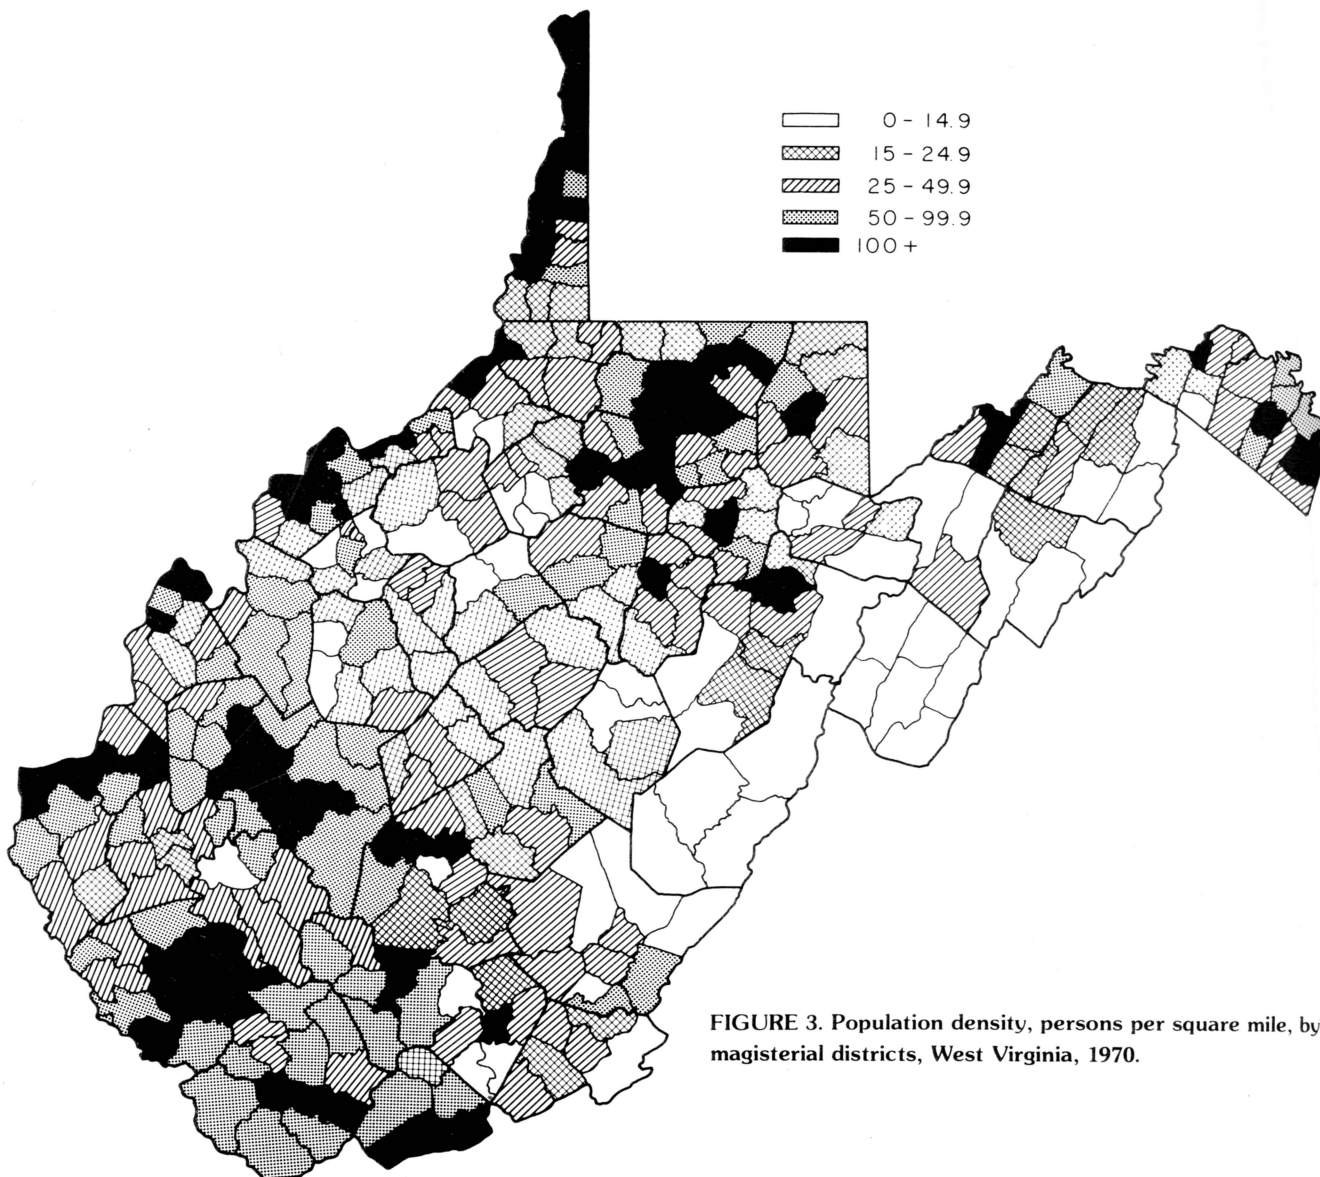 0 - 14.9
15 - 24.9
25 - 49.9
50 - 99.9
100 +
FIGURE 3. Population density, persons per square mile, by
magisterial districts, West Virginia, 1970.